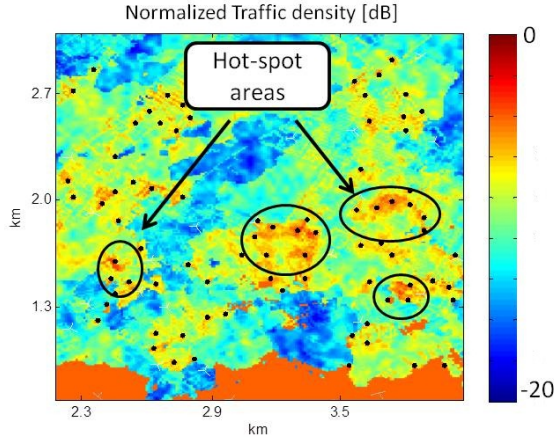 Normalized Traffic density [dB]
Hot-spot
areas
0
-20
2.7
2.0
1.3
km
2.3
2.9
3.5
km